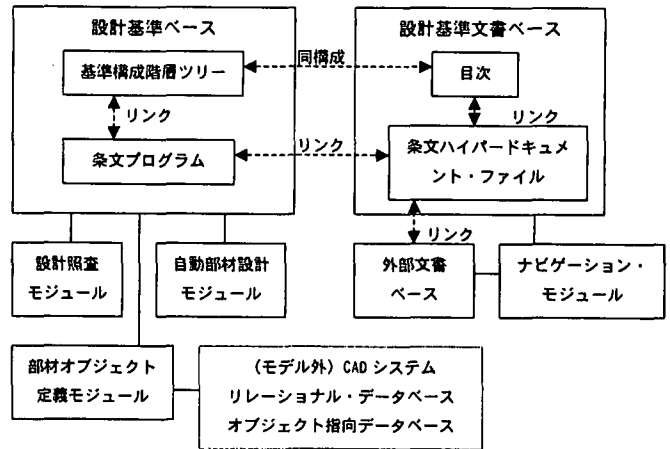 設計基準ベース
基準構成階層ツリー
リンク
条文プログラム
同構成
リンク
設計基準文書ベース
目次
リンク
条文ハイパードキュメ
ント・ファイル
リンク
設計照査
モジュール
自動部材設計
モジュール
外部文書
ベース
ナビゲーション・
モジュール
部材オブジェクト
定義モジュール
(モデル外) CAD システム
リレーショナル・データベース
オブジェクト指向データベース